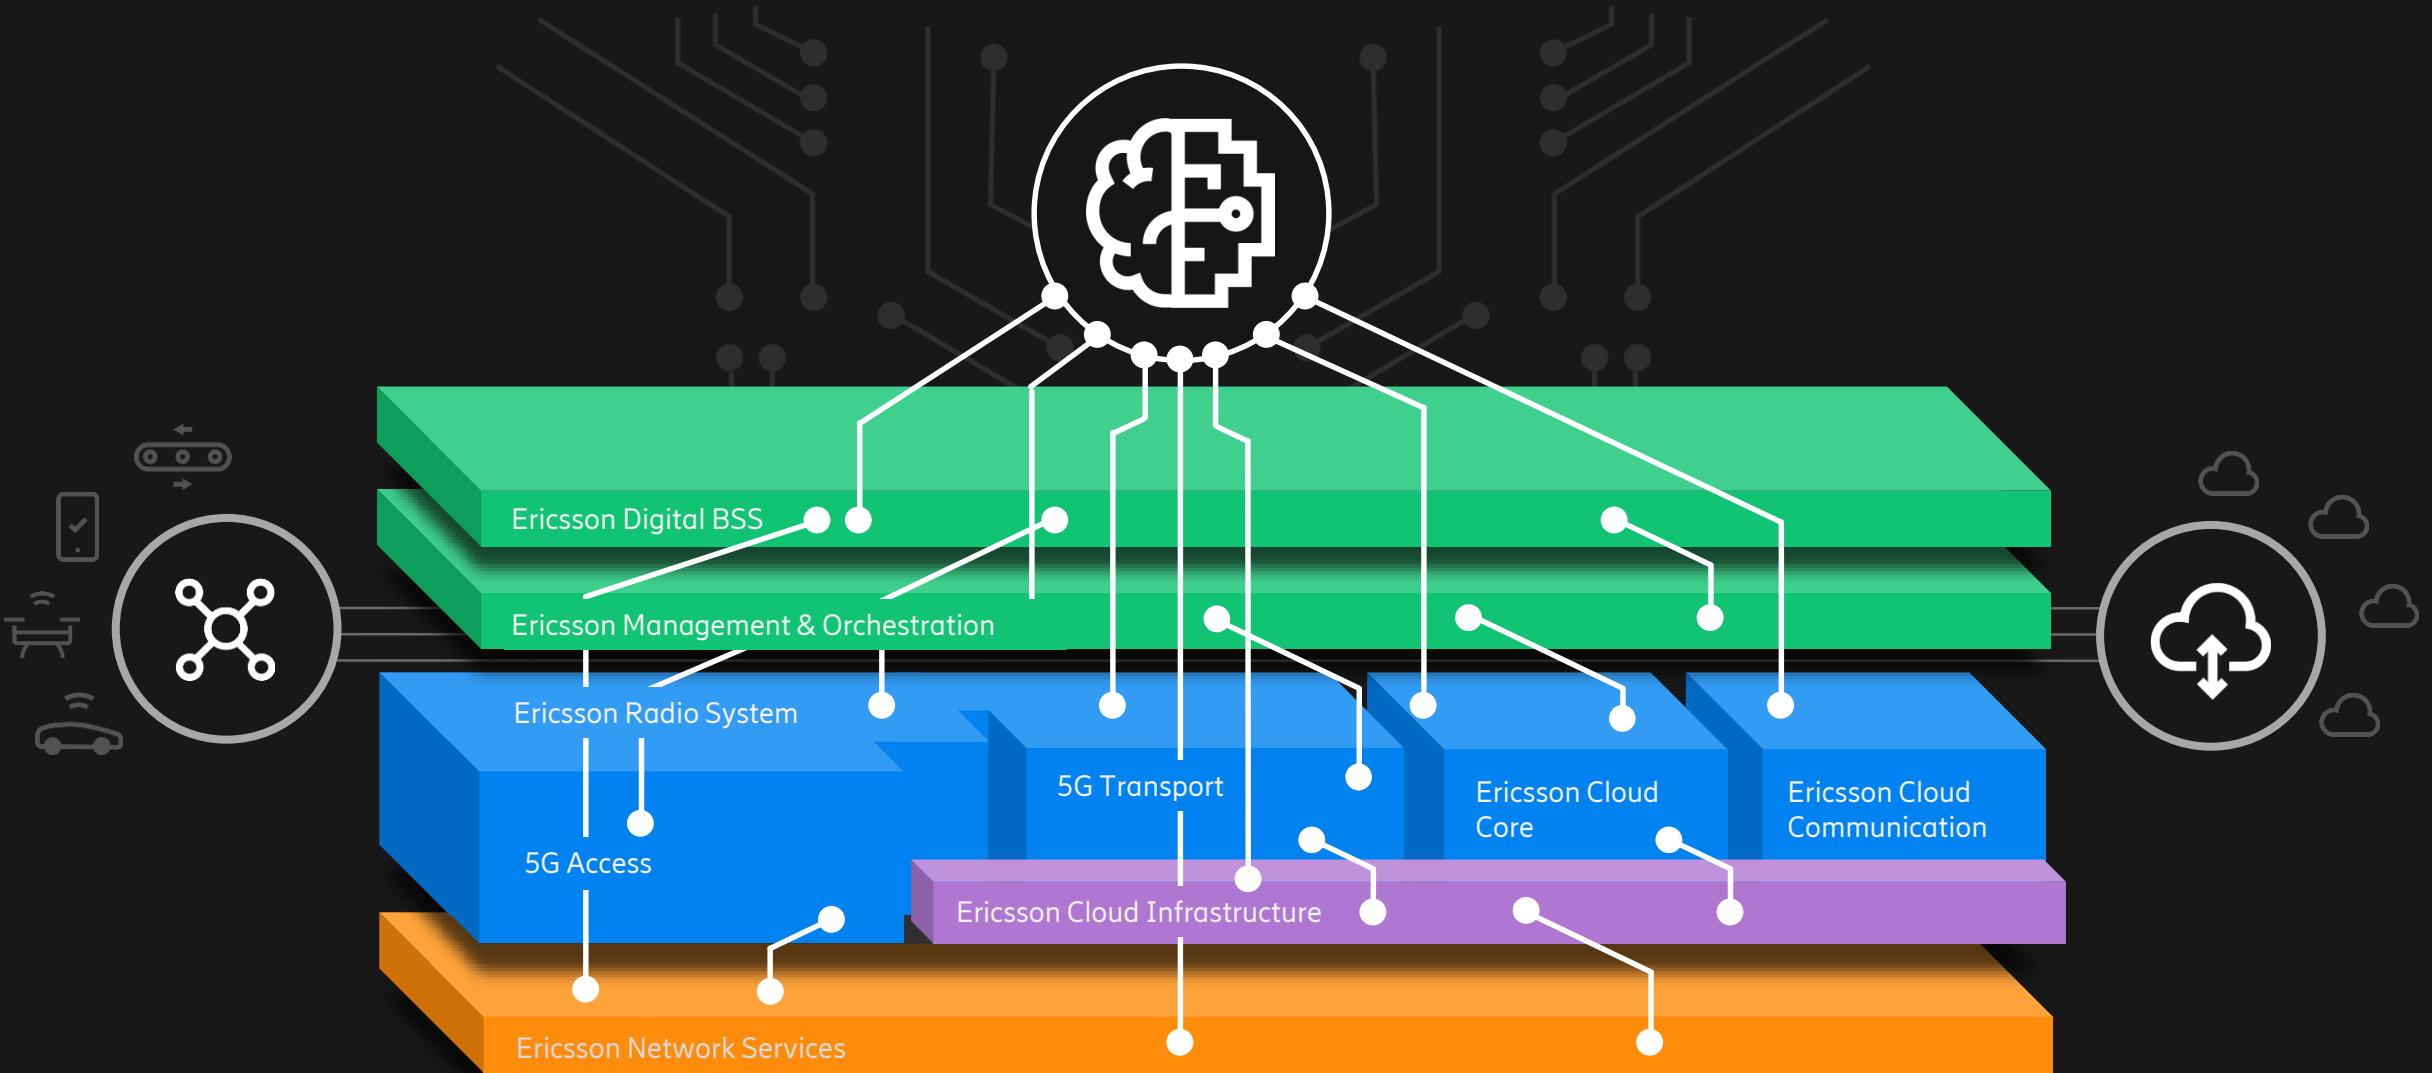 Ericsson Digital BSS
Ericsson Management & Orchestration
Ericsson Radio System
5G Transport
Ericsson Cloud
Core
Ericsson Cloud
Communication
5G Access
Ericsson Cloud Infrastructure
Ericsson Network Services